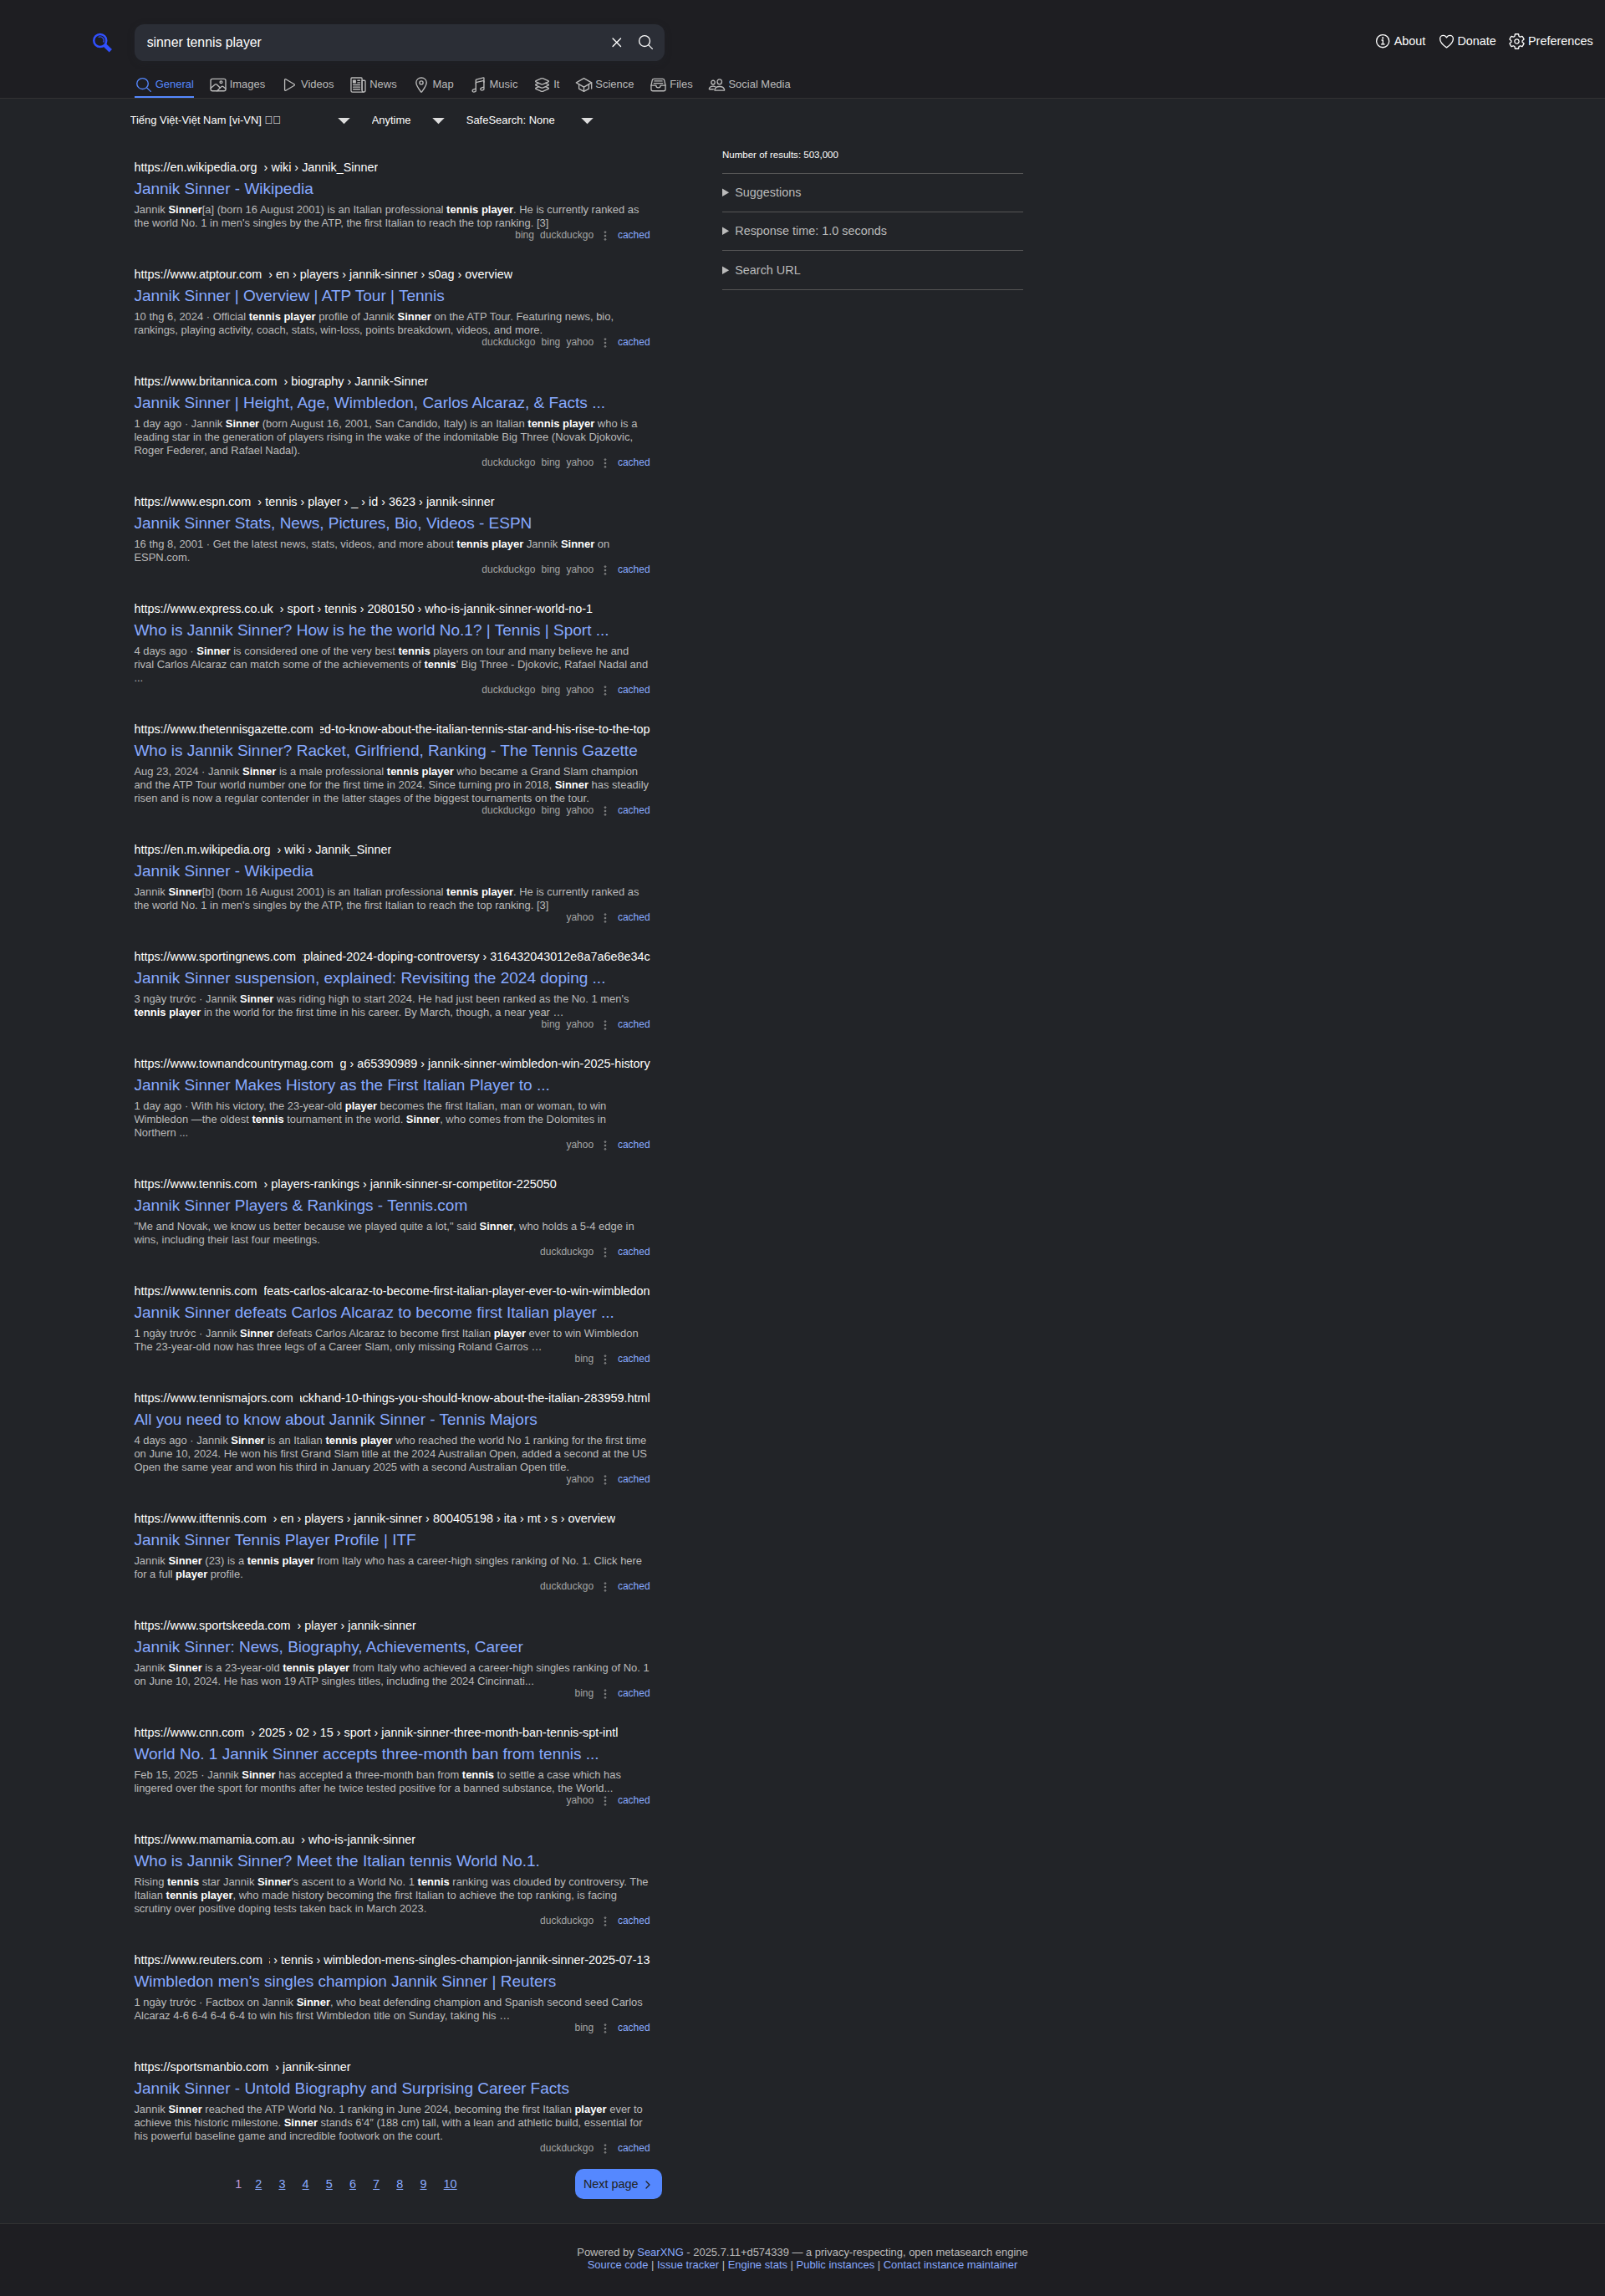 sinner tennis player
About Donate Preferences
General Images Videos News Map Music It Science Files Social Media
Tiếng Việt-Việt Nam [vi-VN] Anytime SafeSearch: None
Number of results: 503,000
Suggestions
Response time: 1.0 seconds
Search URL
https://en.wikipedia.org › wiki › Jannik_Sinner
Jannik Sinner - Wikipedia
Jannik Sinner[a] (born 16 August 2001) is an Italian professional tennis player. He is currently ranked as
the world No. 1 in men's singles by the ATP, the first Italian to reach the top ranking. [3]
bing duckduckgo cached
https://www.atptour.com › en › players › jannik-sinner › s0ag › overview
Jannik Sinner | Overview | ATP Tour | Tennis
10 thg 6, 2024 · Official tennis player profile of Jannik Sinner on the ATP Tour. Featuring news, bio,
rankings, playing activity, coach, stats, win-loss, points breakdown, videos, and more.
duckduckgo bing yahoo cached
https://www.britannica.com › biography › Jannik-Sinner
Jannik Sinner | Height, Age, Wimbledon, Carlos Alcaraz, & Facts ...
1 day ago · Jannik Sinner (born August 16, 2001, San Candido, Italy) is an Italian tennis player who is a
leading star in the generation of players rising in the wake of the indomitable Big Three (Novak Djokovic,
Roger Federer, and Rafael Nadal).
duckduckgo bing yahoo cached
https://www.espn.com › tennis › player › _ › id › 3623 › jannik-sinner
Jannik Sinner Stats, News, Pictures, Bio, Videos - ESPN
16 thg 8, 2001 · Get the latest news, stats, videos, and more about tennis player Jannik Sinner on
ESPN.com.
duckduckgo bing yahoo cached
https://www.express.co.uk › sport › tennis › 2080150 › who-is-jannik-sinner-world-no-1
Who is Jannik Sinner? How is he the world No.1? | Tennis | Sport ...
4 days ago · Sinner is considered one of the very best tennis players on tour and many believe he and
rival Carlos Alcaraz can match some of the achievements of tennis' Big Three - Djokovic, Rafael Nadal and
...
duckduckgo bing yahoo cached
https://www.thetennisgazette.com ed-to-know-about-the-italian-tennis-star-and-his-rise-to-the-top
Who is Jannik Sinner? Racket, Girlfriend, Ranking - The Tennis Gazette
Aug 23, 2024 · Jannik Sinner is a male professional tennis player who became a Grand Slam champion
and the ATP Tour world number one for the first time in 2024. Since turning pro in 2018, Sinner has steadily
risen and is now a regular contender in the latter stages of the biggest tournaments on the tour.
duckduckgo bing yahoo cached
https://en.m.wikipedia.org › wiki › Jannik_Sinner
Jannik Sinner - Wikipedia
Jannik Sinner[b] (born 16 August 2001) is an Italian professional tennis player. He is currently ranked as
the world No. 1 in men's singles by the ATP, the first Italian to reach the top ranking. [3]
yahoo cached
https://www.sportingnews.com plained-2024-doping-controversy › 316432043012e8a7a6e8e34c
Jannik Sinner suspension, explained: Revisiting the 2024 doping ...
3 ngày trước · Jannik Sinner was riding high to start 2024. He had just been ranked as the No. 1 men's
tennis player in the world for the first time in his career. By March, though, a near year …
bing yahoo cached
https://www.townandcountrymag.com g › a65390989 › jannik-sinner-wimbledon-win-2025-history
Jannik Sinner Makes History as the First Italian Player to ...
1 day ago · With his victory, the 23-year-old player becomes the first Italian, man or woman, to win
Wimbledon —the oldest tennis tournament in the world. Sinner, who comes from the Dolomites in
Northern ...
yahoo cached
https://www.tennis.com › players-rankings › jannik-sinner-sr-competitor-225050
Jannik Sinner Players & Rankings - Tennis.com
"Me and Novak, we know us better because we played quite a lot," said Sinner, who holds a 5-4 edge in
wins, including their last four meetings.
duckduckgo cached
https://www.tennis.com feats-carlos-alcaraz-to-become-first-italian-player-ever-to-win-wimbledon
Jannik Sinner defeats Carlos Alcaraz to become first Italian player ...
1 ngày trước · Jannik Sinner defeats Carlos Alcaraz to become first Italian player ever to win Wimbledon
The 23-year-old now has three legs of a Career Slam, only missing Roland Garros …
bing cached
https://www.tennismajors.com ackhand-10-things-you-should-know-about-the-italian-283959.html
All you need to know about Jannik Sinner - Tennis Majors
4 days ago · Jannik Sinner is an Italian tennis player who reached the world No 1 ranking for the first time
on June 10, 2024. He won his first Grand Slam title at the 2024 Australian Open, added a second at the US
Open the same year and won his third in January 2025 with a second Australian Open title.
yahoo cached
https://www.itftennis.com › en › players › jannik-sinner › 800405198 › ita › mt › s › overview
Jannik Sinner Tennis Player Profile | ITF
Jannik Sinner (23) is a tennis player from Italy who has a career-high singles ranking of No. 1. Click here
for a full player profile.
duckduckgo cached
https://www.sportskeeda.com › player › jannik-sinner
Jannik Sinner: News, Biography, Achievements, Career
Jannik Sinner is a 23-year-old tennis player from Italy who achieved a career-high singles ranking of No. 1
on June 10, 2024. He has won 19 ATP singles titles, including the 2024 Cincinnati...
bing cached
https://www.cnn.com › 2025 › 02 › 15 › sport › jannik-sinner-three-month-ban-tennis-spt-intl
World No. 1 Jannik Sinner accepts three-month ban from tennis ...
Feb 15, 2025 · Jannik Sinner has accepted a three-month ban from tennis to settle a case which has
lingered over the sport for months after he twice tested positive for a banned substance, the World...
yahoo cached
https://www.mamamia.com.au › who-is-jannik-sinner
Who is Jannik Sinner? Meet the Italian tennis World No.1.
Rising tennis star Jannik Sinner's ascent to a World No. 1 tennis ranking was clouded by controversy. The
Italian tennis player, who made history becoming the first Italian to achieve the top ranking, is facing
scrutiny over positive doping tests taken back in March 2023.
duckduckgo cached
https://www.reuters.com › tennis › wimbledon-mens-singles-champion-jannik-sinner-2025-07-13
Wimbledon men's singles champion Jannik Sinner | Reuters
1 ngày trước · Factbox on Jannik Sinner, who beat defending champion and Spanish second seed Carlos
Alcaraz 4-6 6-4 6-4 6-4 to win his first Wimbledon title on Sunday, taking his …
bing cached
https://sportsmanbio.com › jannik-sinner
Jannik Sinner - Untold Biography and Surprising Career Facts
Jannik Sinner reached the ATP World No. 1 ranking in June 2024, becoming the first Italian player ever to
achieve this historic milestone. Sinner stands 6'4″ (188 cm) tall, with a lean and athletic build, essential for
his powerful baseline game and incredible footwork on the court.
duckduckgo cached
1 2 3 4 5 6 7 8 9 10 Next page
Powered by SearXNG - 2025.7.11+d574339 — a privacy-respecting, open metasearch engine
Source code | Issue tracker | Engine stats | Public instances | Contact instance maintainer